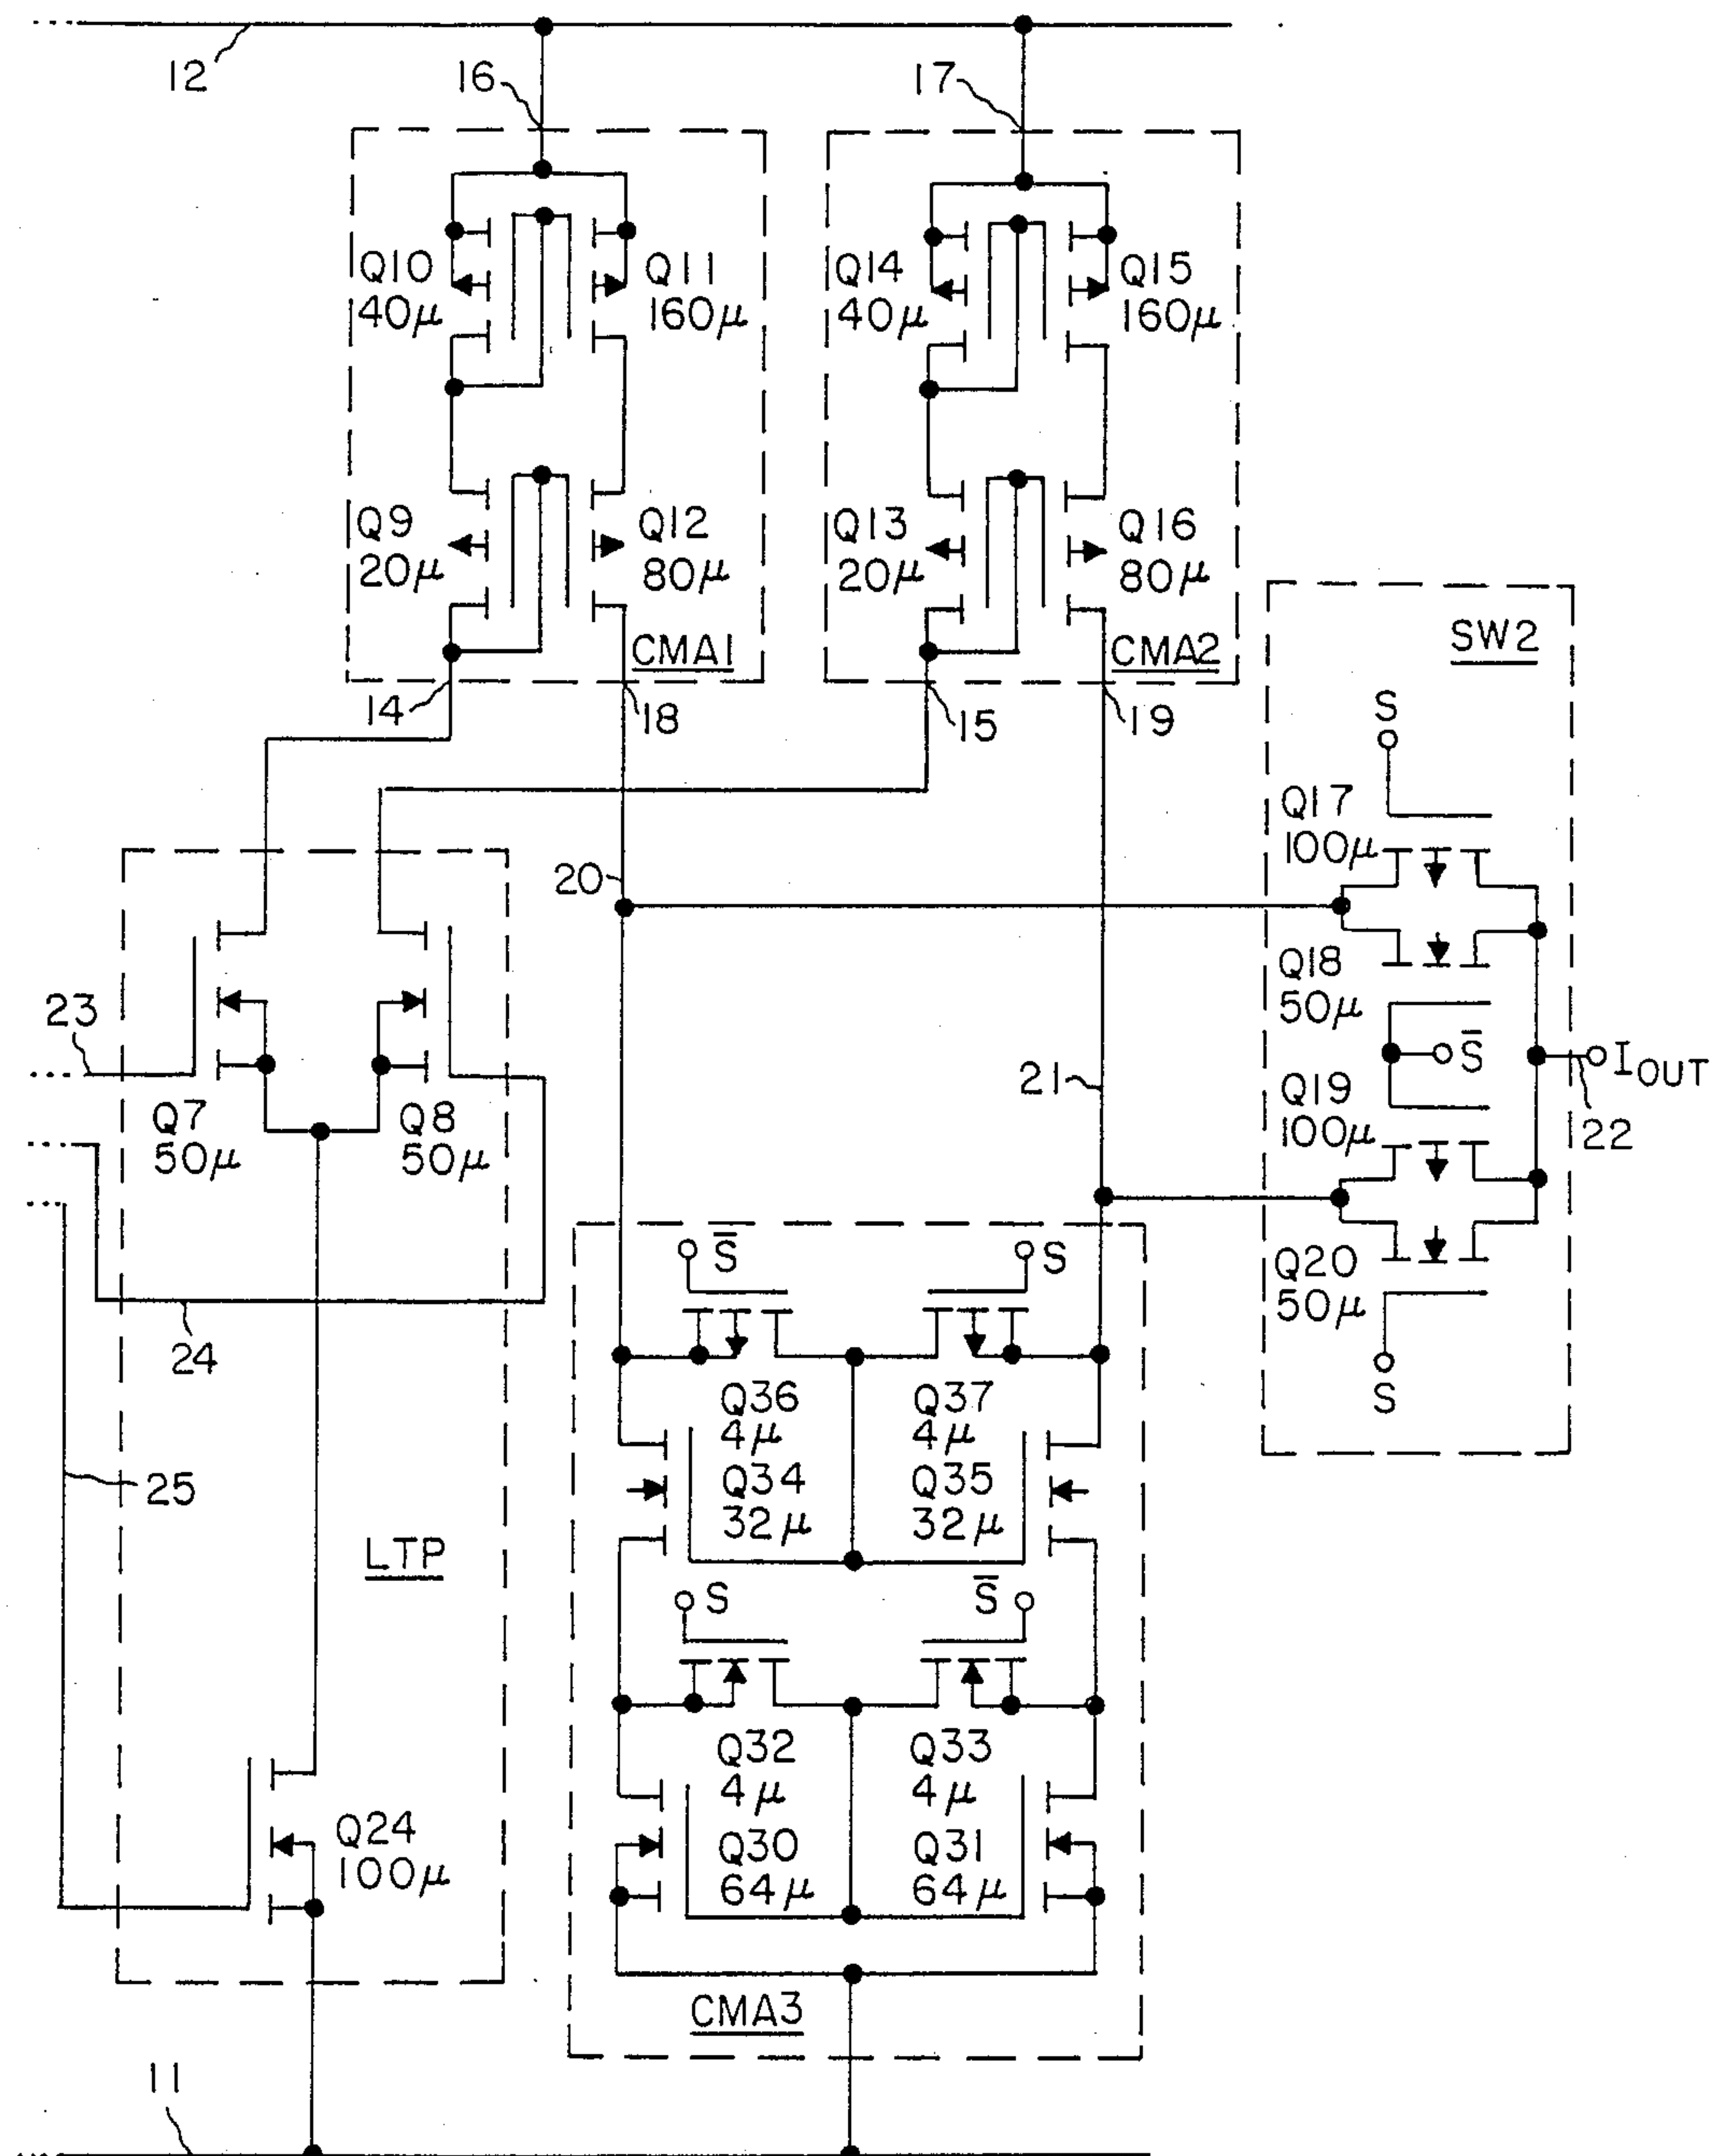 12
16
17
Q10
40μ
Q11
160μ
Q14
40μ
Q15
160μ
Q9
20μ
Q12
80μ
Q13
20μ
Q16
80μ
CMA1
CMA2
SW2
14
18
15
19
S
Q17
100μ
20
Q18
50μ
23
S̅
I_OUT
21
Q19
100μ
22
Q7
50μ
Q8
50μ
S̅
S
Q20
50μ
24
S
Q36
4μ
Q37
4μ
25
Q34
32μ
Q35
32μ
LTP
S
S̅
Q32
4μ
Q33
4μ
Q24
100μ
Q30
64μ
Q31
64μ
CMA3
11